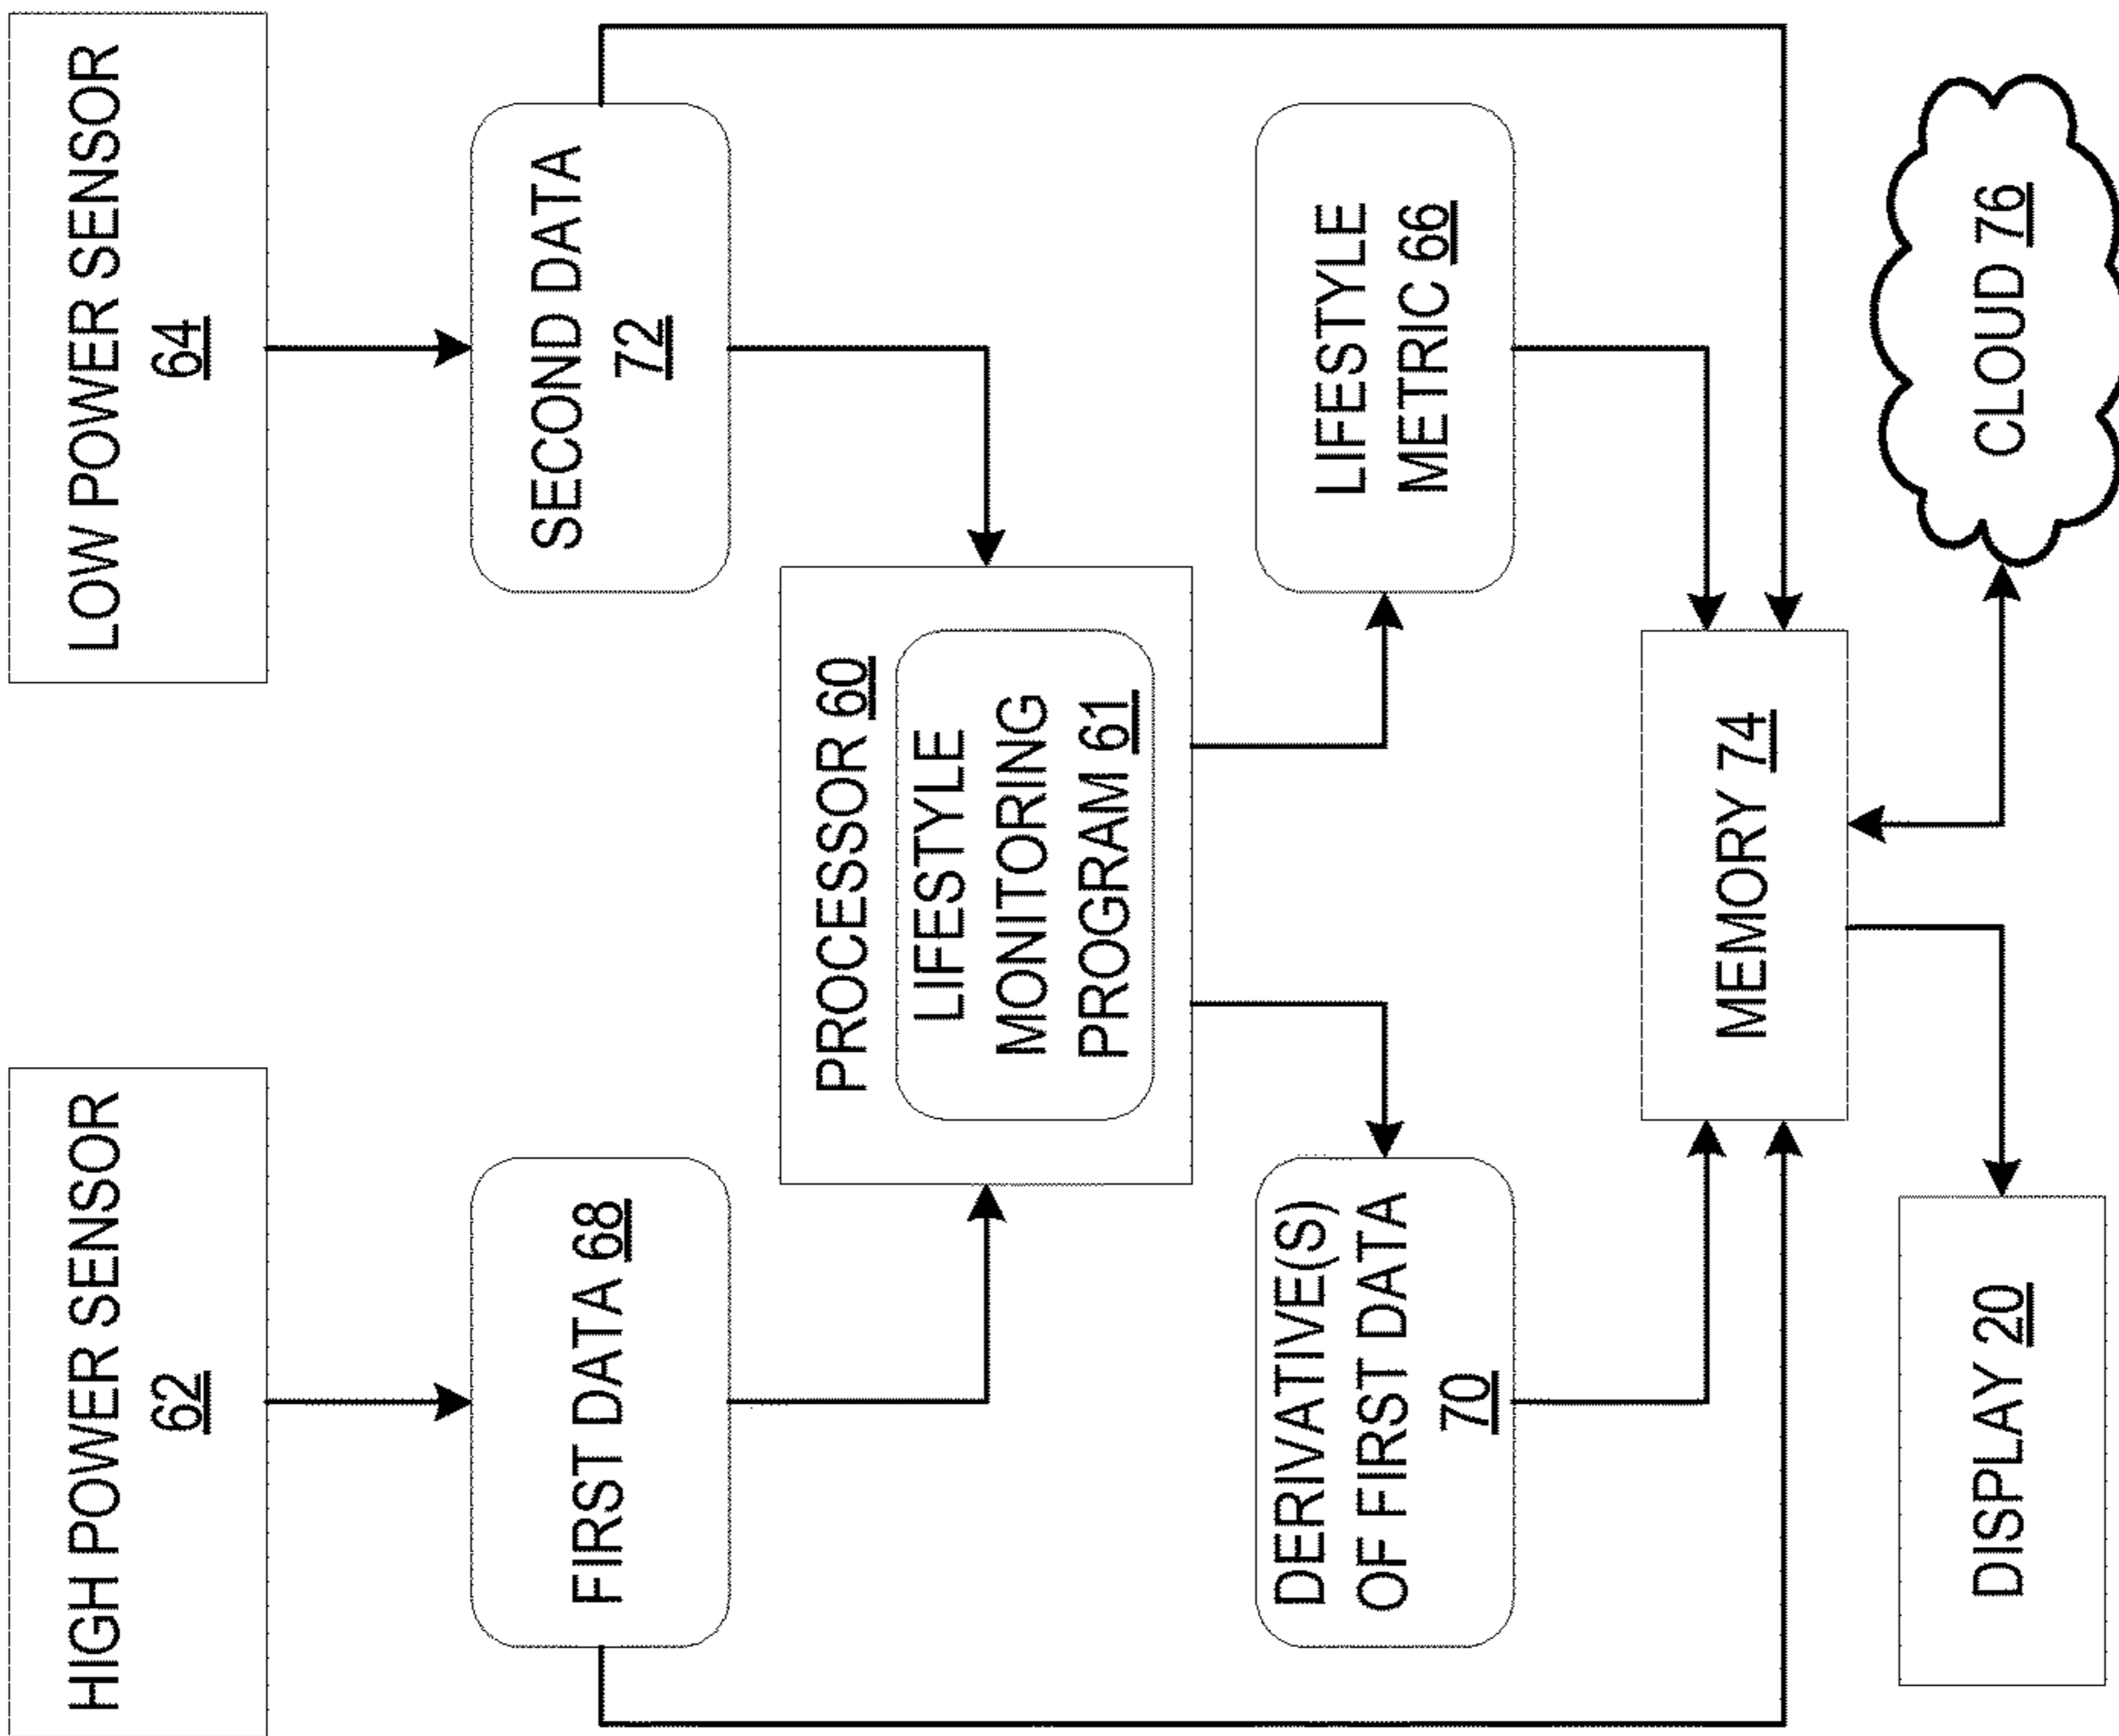 HIGH POWER SENSOR
62
LOW POWER SENSOR
64
FIRST DATA 68
SECOND DATA
72
PROCESSOR 60
LIFESTYLE
MONITORING
PROGRAM 61
DERIVATIVE(S)
OF FIRST DATA
70
LIFESTYLE
METRIC 66
MEMORY 74
DISPLAY 20
CLOUD 76